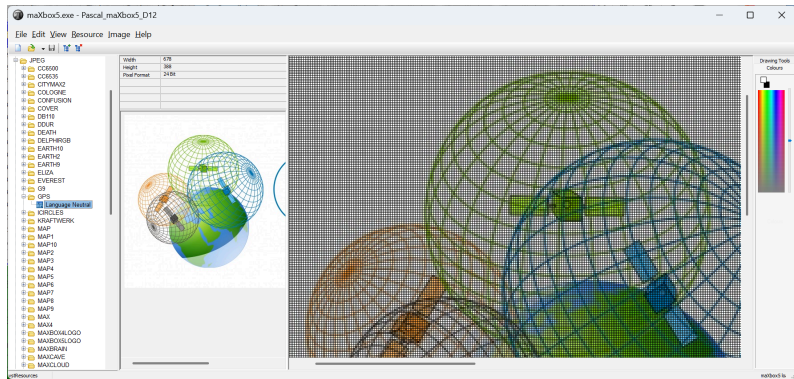 maXbox5.exe - Pascal_maXbox5_D12
File Edit View Resource Image Help
JPEG
CC6500
CC6535
CITYMAX2
COLOGNE
CONFUSION
COVER
DB110
DDUR
DEATH
DELPHIRGB
EARTH10
EARTH2
EARTH9
ELIZA
EVEREST
G9
GPS
Language Neutral
ICIRCLES
KRAFTWERK
MAP
MAP1
MAP10
MAP2
MAP3
MAP4
MAP5
MAP6
MAP7
MAP8
MAP9
MAX
MAX4
MAXBOX4LOGO
MAXBOX5LOGO
MAXBRAIN
MAXCAVE
MAXCLOUD
Width 678
Height 388
Pixel Format 24 Bit
Drawing Tools
Colours